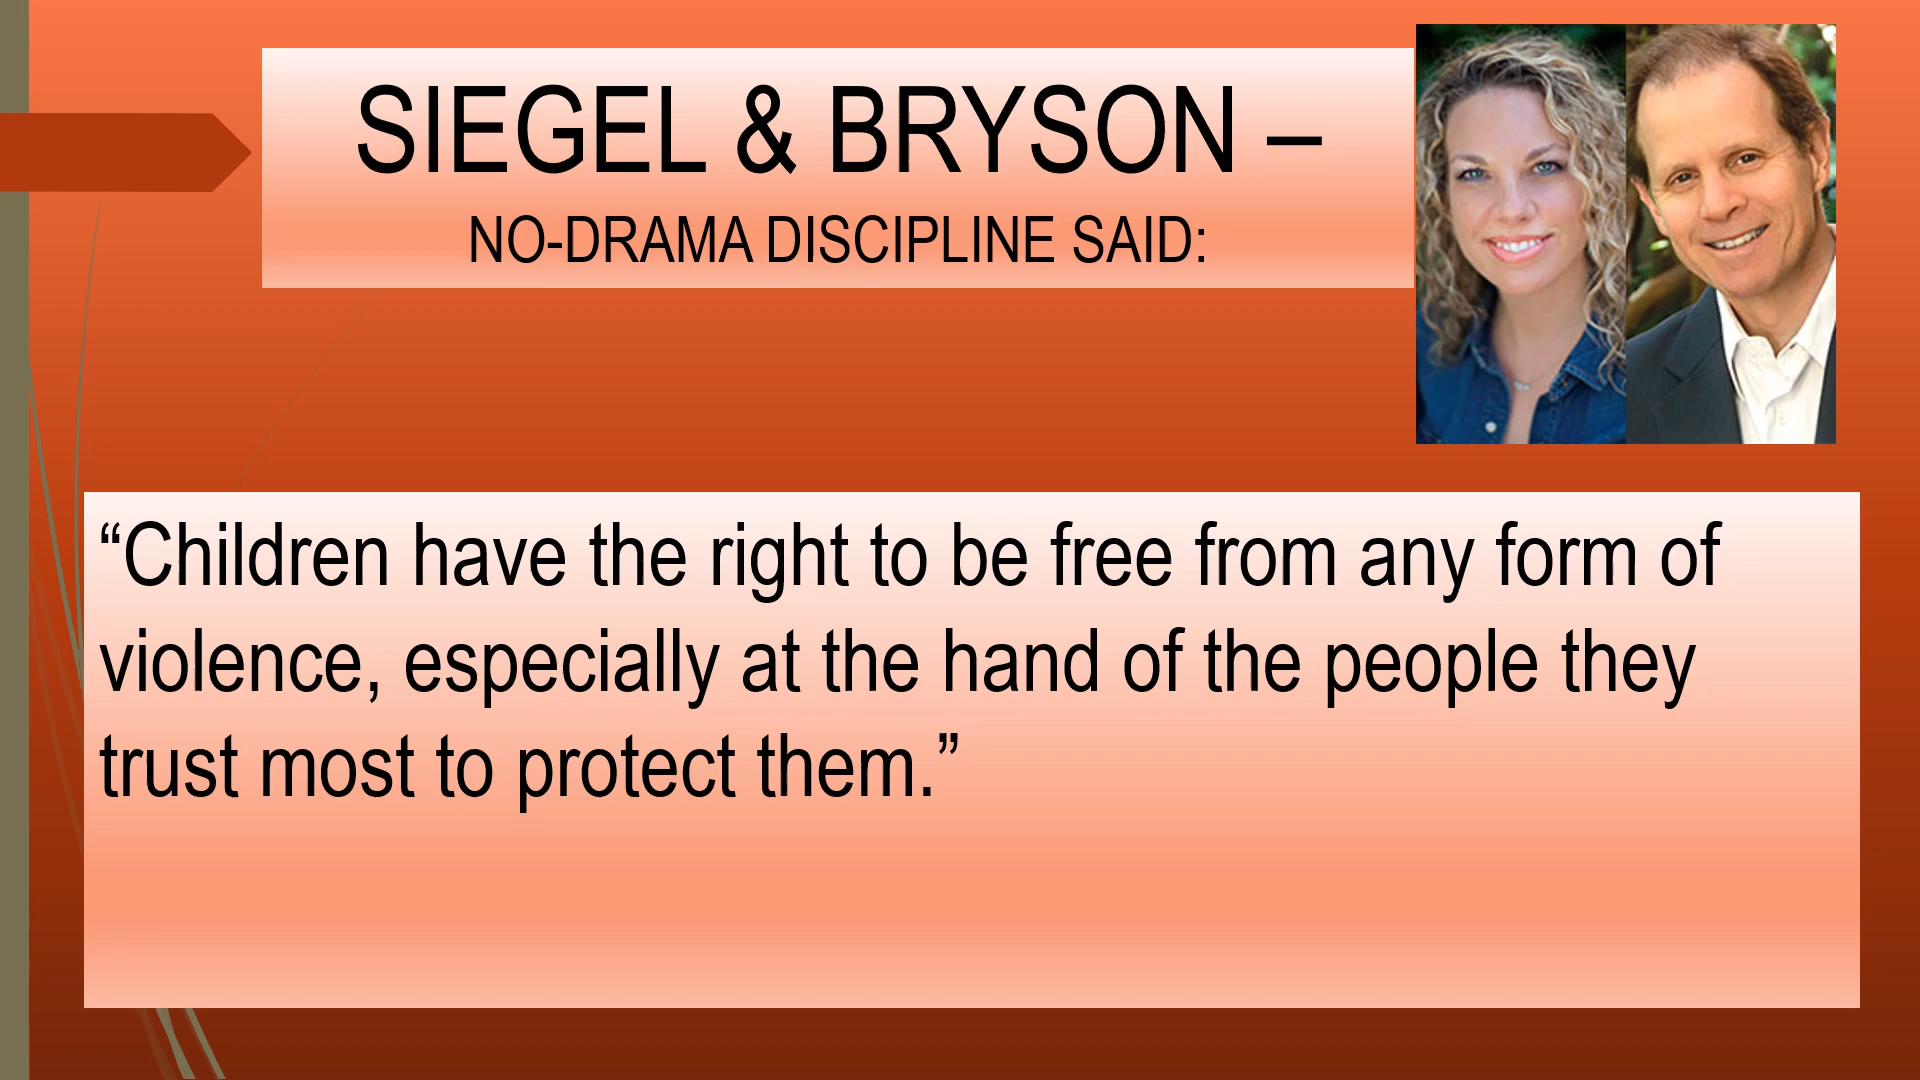 SIEGEL & BRYSON –
NO-DRAMA DISCIPLINE SAID:
“Children have the right to be free from any form of
violence, especially at the hand of the people they
trust most to protect them.”